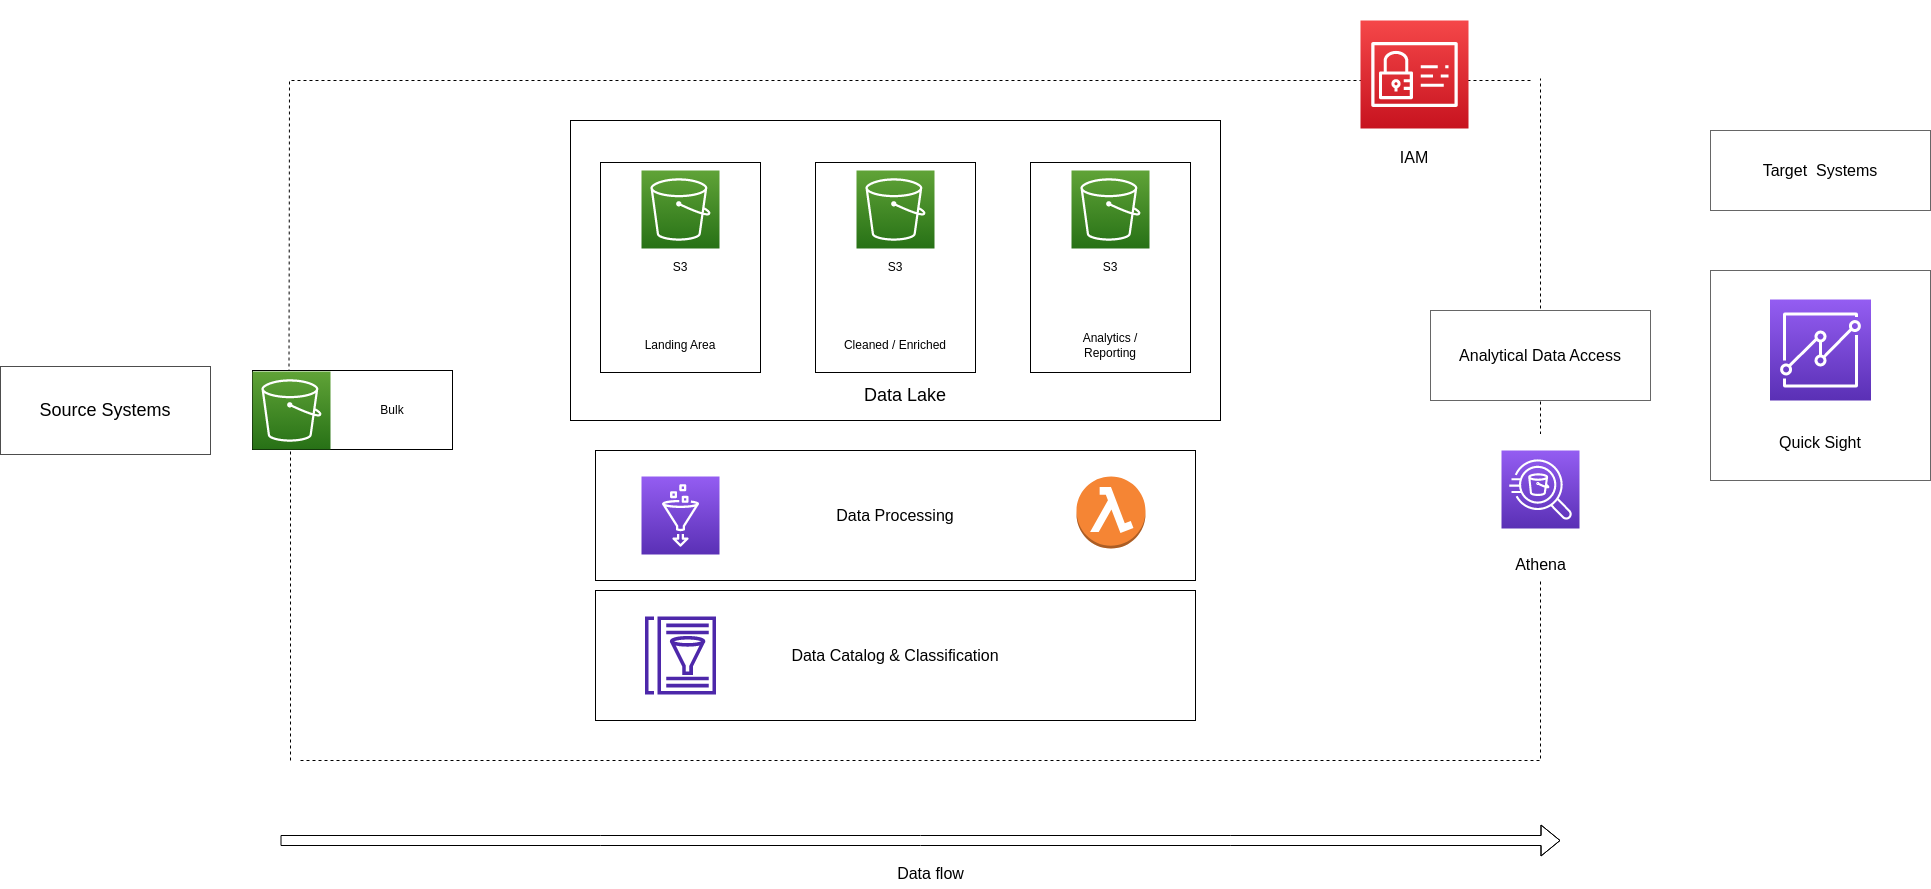 IAM
Target  Systems
S3
S3
S3
Landing Area
Cleaned / Enriched
Analytics /
Reporting
Data Lake
Analytical Data Access
Source Systems
Bulk
Quick Sight
Data Processing
Athena
Data Catalog & Classification
Data flow